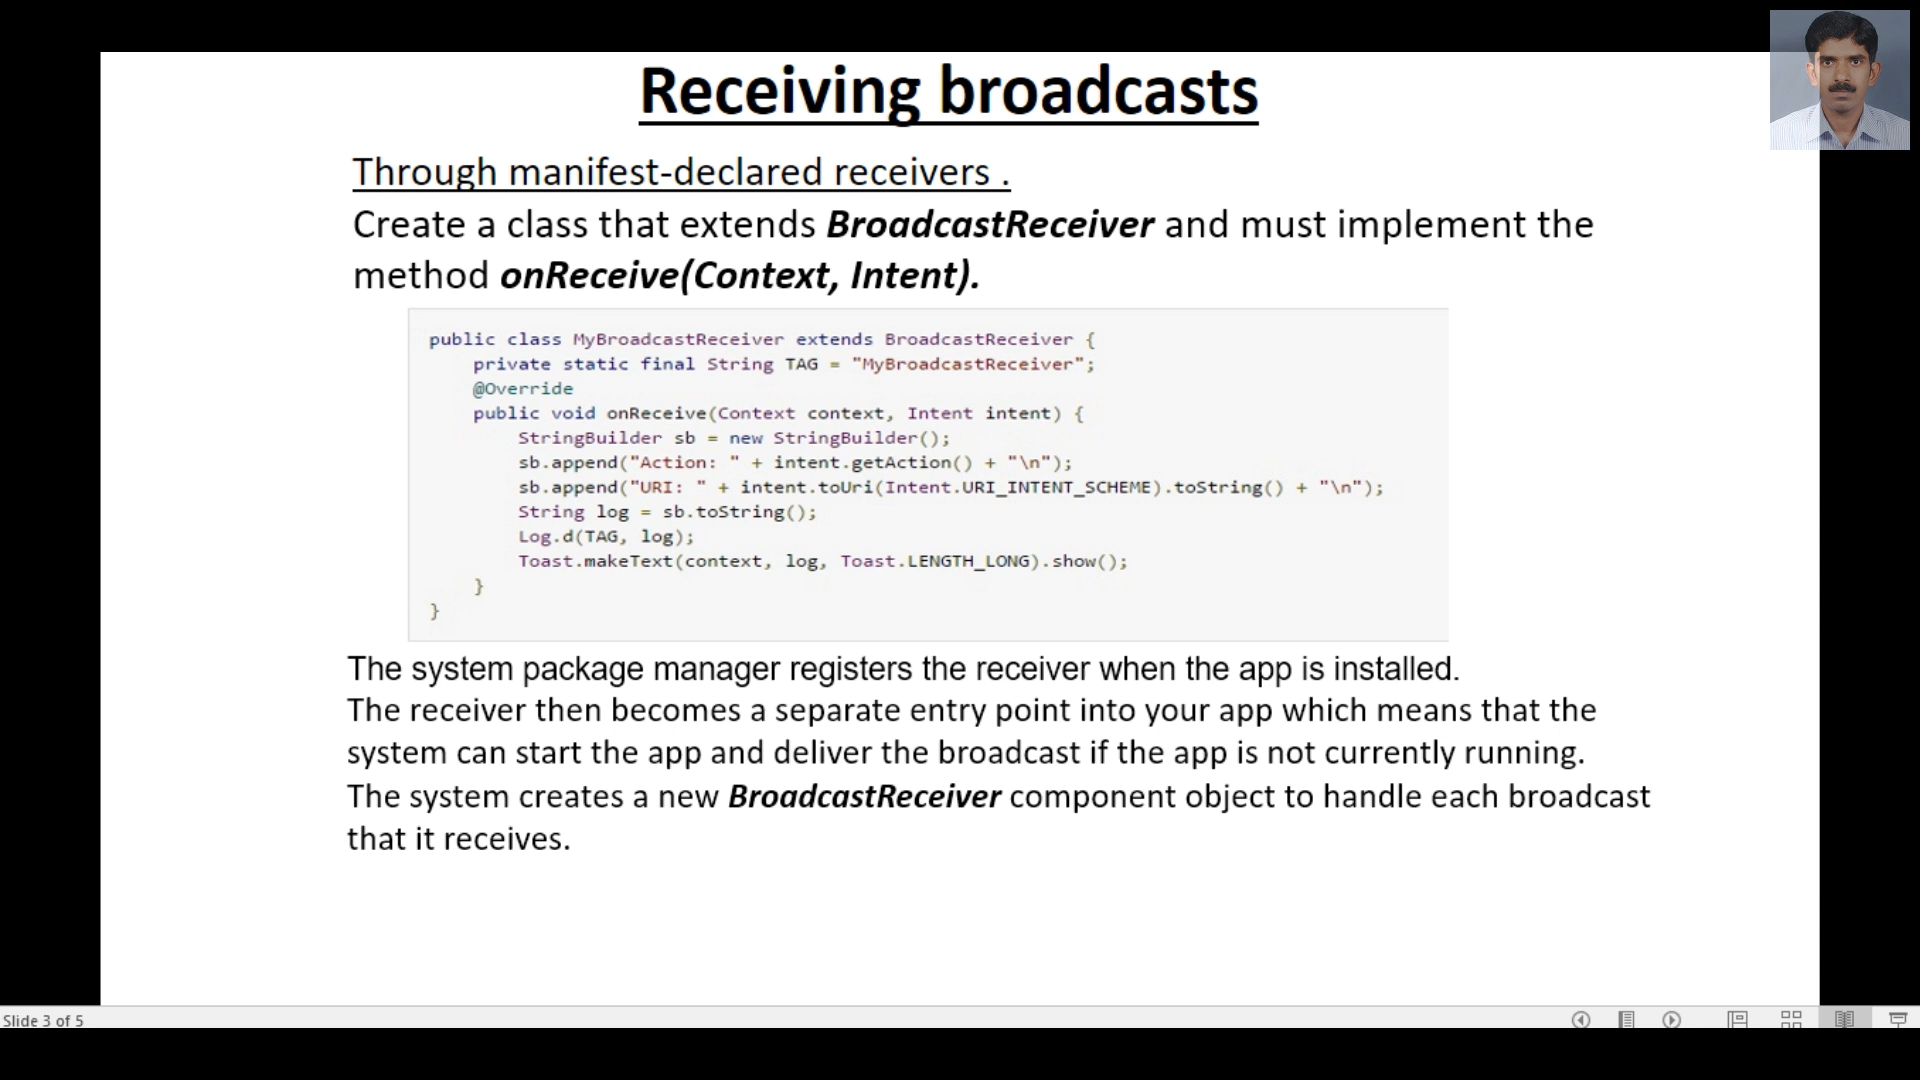 Receiving broadcasts
Through manifest-declared receivers .
Create a class that extends BroadcastReceiver and must implement the
method onReceive(Context, Intent).
public class MyBroadcastReceiver extends BroadcastReceiver {
private static final String TAG = "MyBroadcastReceiver";
@Override
public void onReceive(Context context, Intent intent) {
StringBuilder sb = new StringBuilder();
sb.append("Action: " + intent.getAction() + "\n");
sb.append("URI: " + intent.toUri(Intent.URI_INTENT_SCHEME).toString() + "\n");
String log = sb.toString();
Log.d(TAG, log);
Toast.makeText(context, log, Toast.LENGTH_LONG).show();
}
}
The system package manager registers the receiver when the app is installed.
The receiver then becomes a separate entry point into your app which means that the
system can start the app and deliver the broadcast if the app is not currently running.
The system creates a new BroadcastReceiver component object to handle each broadcast
that it receives.
Slide 3 of 5